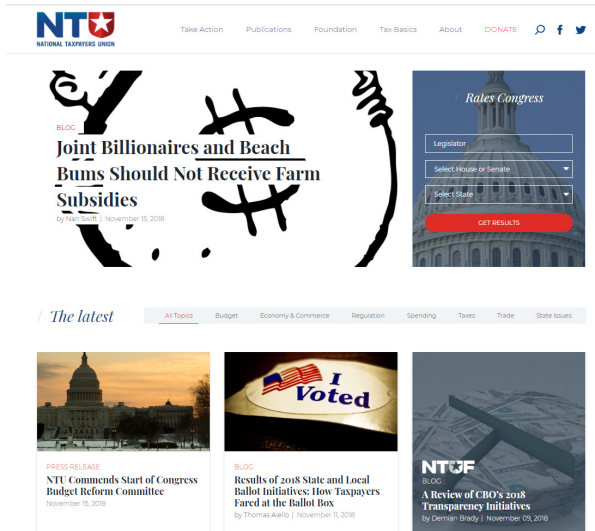 NTU
NATIONAL TAXPAYERS UNION
Take Action Publications Foundation Tax Basics About DONATE
BLOG
Joint Billionaires and Beach
Bums Should Not Receive Farm
Subsidies
by Nan Swift | November 15, 2018
/ Rates Congress
Legislator
Select House or Senate
Select State
GET RESULTS
/ The latest
All Topics Budget Economy & Commerce Regulation Spending Taxes Trade State Issues
PRESS RELEASE
NTU Commends Start of Congress
Budget Reform Committee
November 15, 2018
I Voted
BLOG
Results of 2018 State and Local
Ballot Initiatives: How Taxpayers
Fared at the Ballot Box
by Thomas Aiello | November 11, 2018
NTUF
BLOG
A Review of CBO's 2018
Transparency Initiatives
by Demian Brady | November 09, 2018